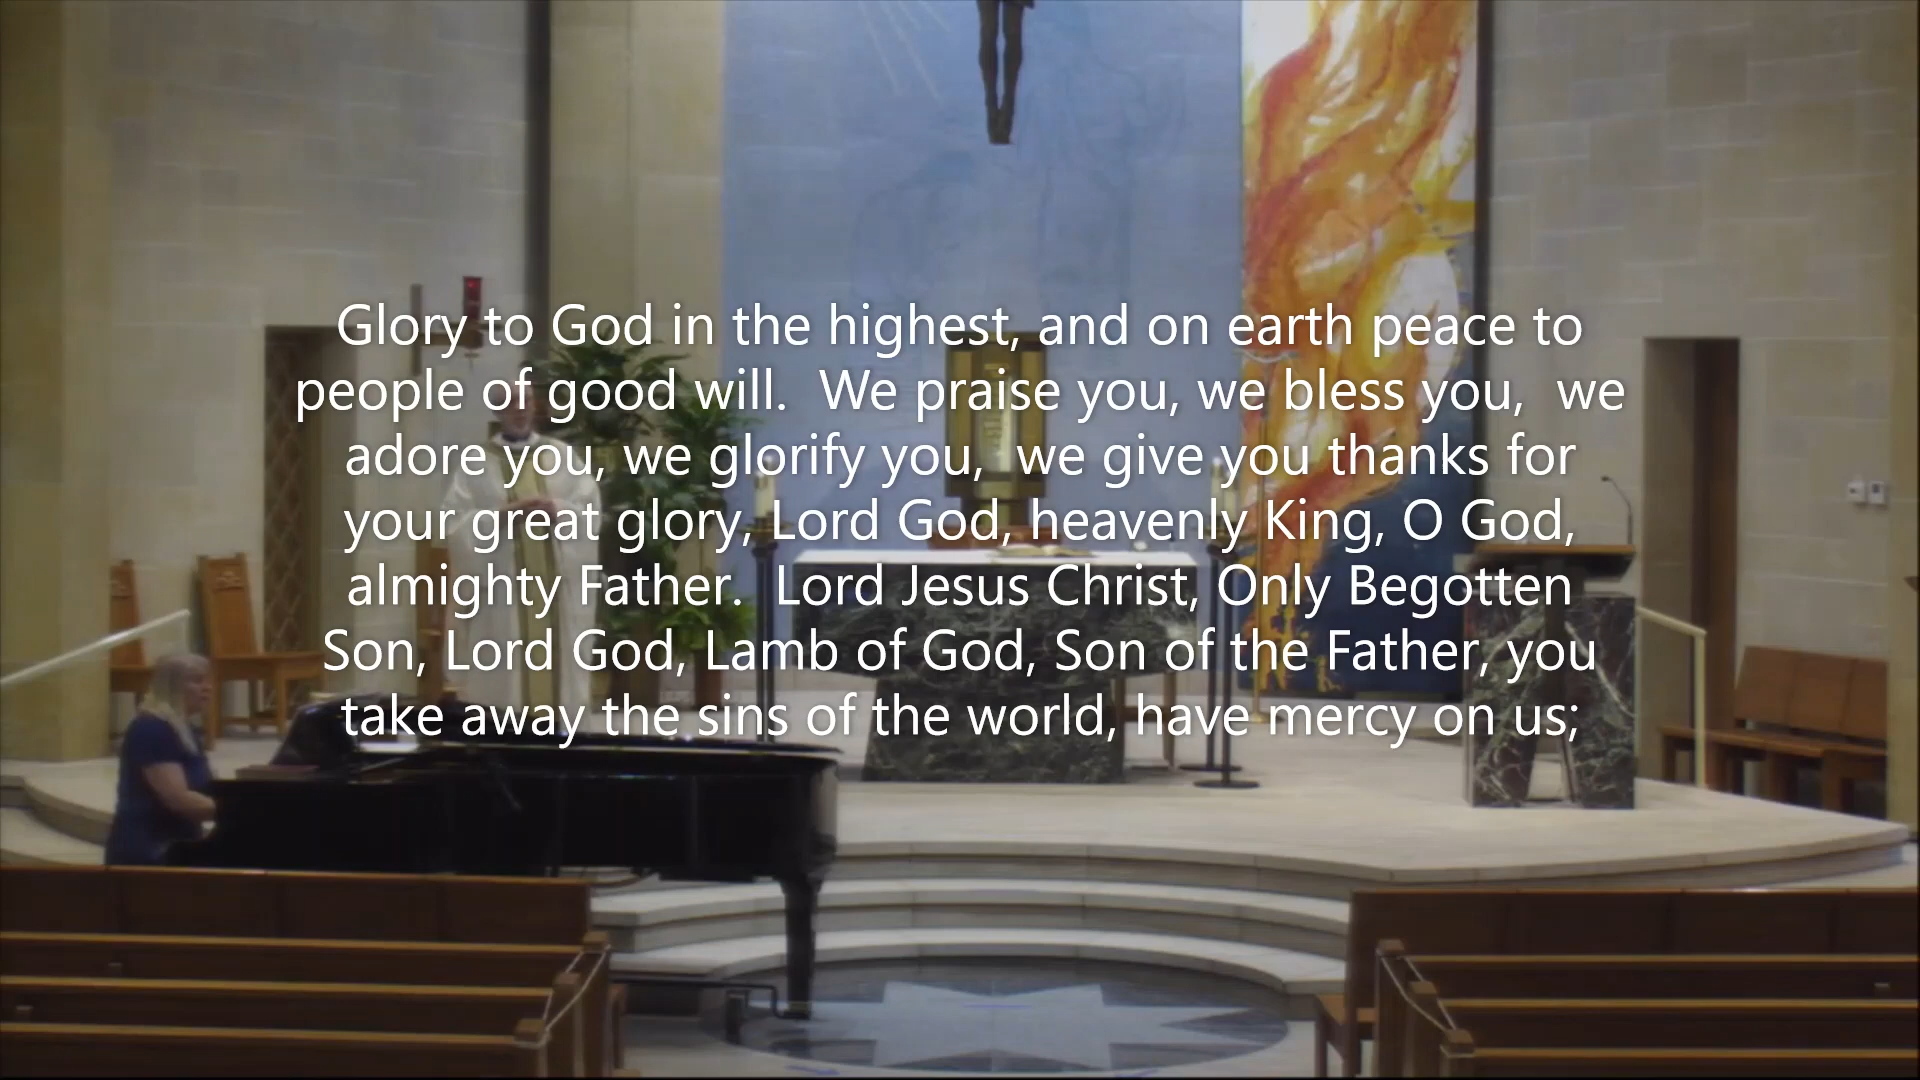 Glory to God in the highest, and on earth peace to
people of good will.  We praise you, we bless you,  we
adore you, we glorify you,  we give you thanks for
your great glory, Lord God, heavenly King, O God,
almighty Father.  Lord Jesus Christ, Only Begotten
Son, Lord God, Lamb of God, Son of the Father, you
take away the sins of the world, have mercy on us;